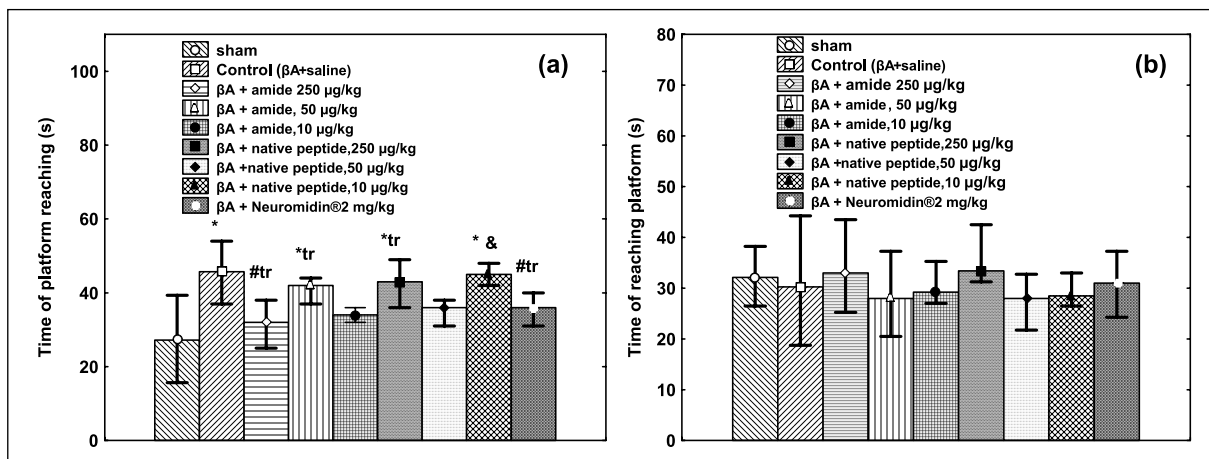 Time of platform reaching (s)
100
80
60
40
20
0
(a)
sham
Control (βA+saline)
βA + amide 250 µg/kg
βA + amide, 50 µg/kg
βA + amide,10 µg/kg
βA + native peptide,250 µg/kg
βA +native peptide,50 µg/kg
βA + native peptide,10 µg/kg
βA + Neuromidin®2 mg/kg
*
#tr
*tr
*tr
* &
#tr
Time of reaching platform (s)
80
70
60
50
40
30
20
10
0
(b)
sham
Control (βA+saline)
βA + amide 250 µg/kg
βA + amide, 50 µg/kg
βA + amide,10 µg/kg
βA + native peptide,250 µg/kg
βA +native peptide,50 µg/kg
βA + native peptide,10 µg/kg
βA + Neuromidin®2 mg/kg